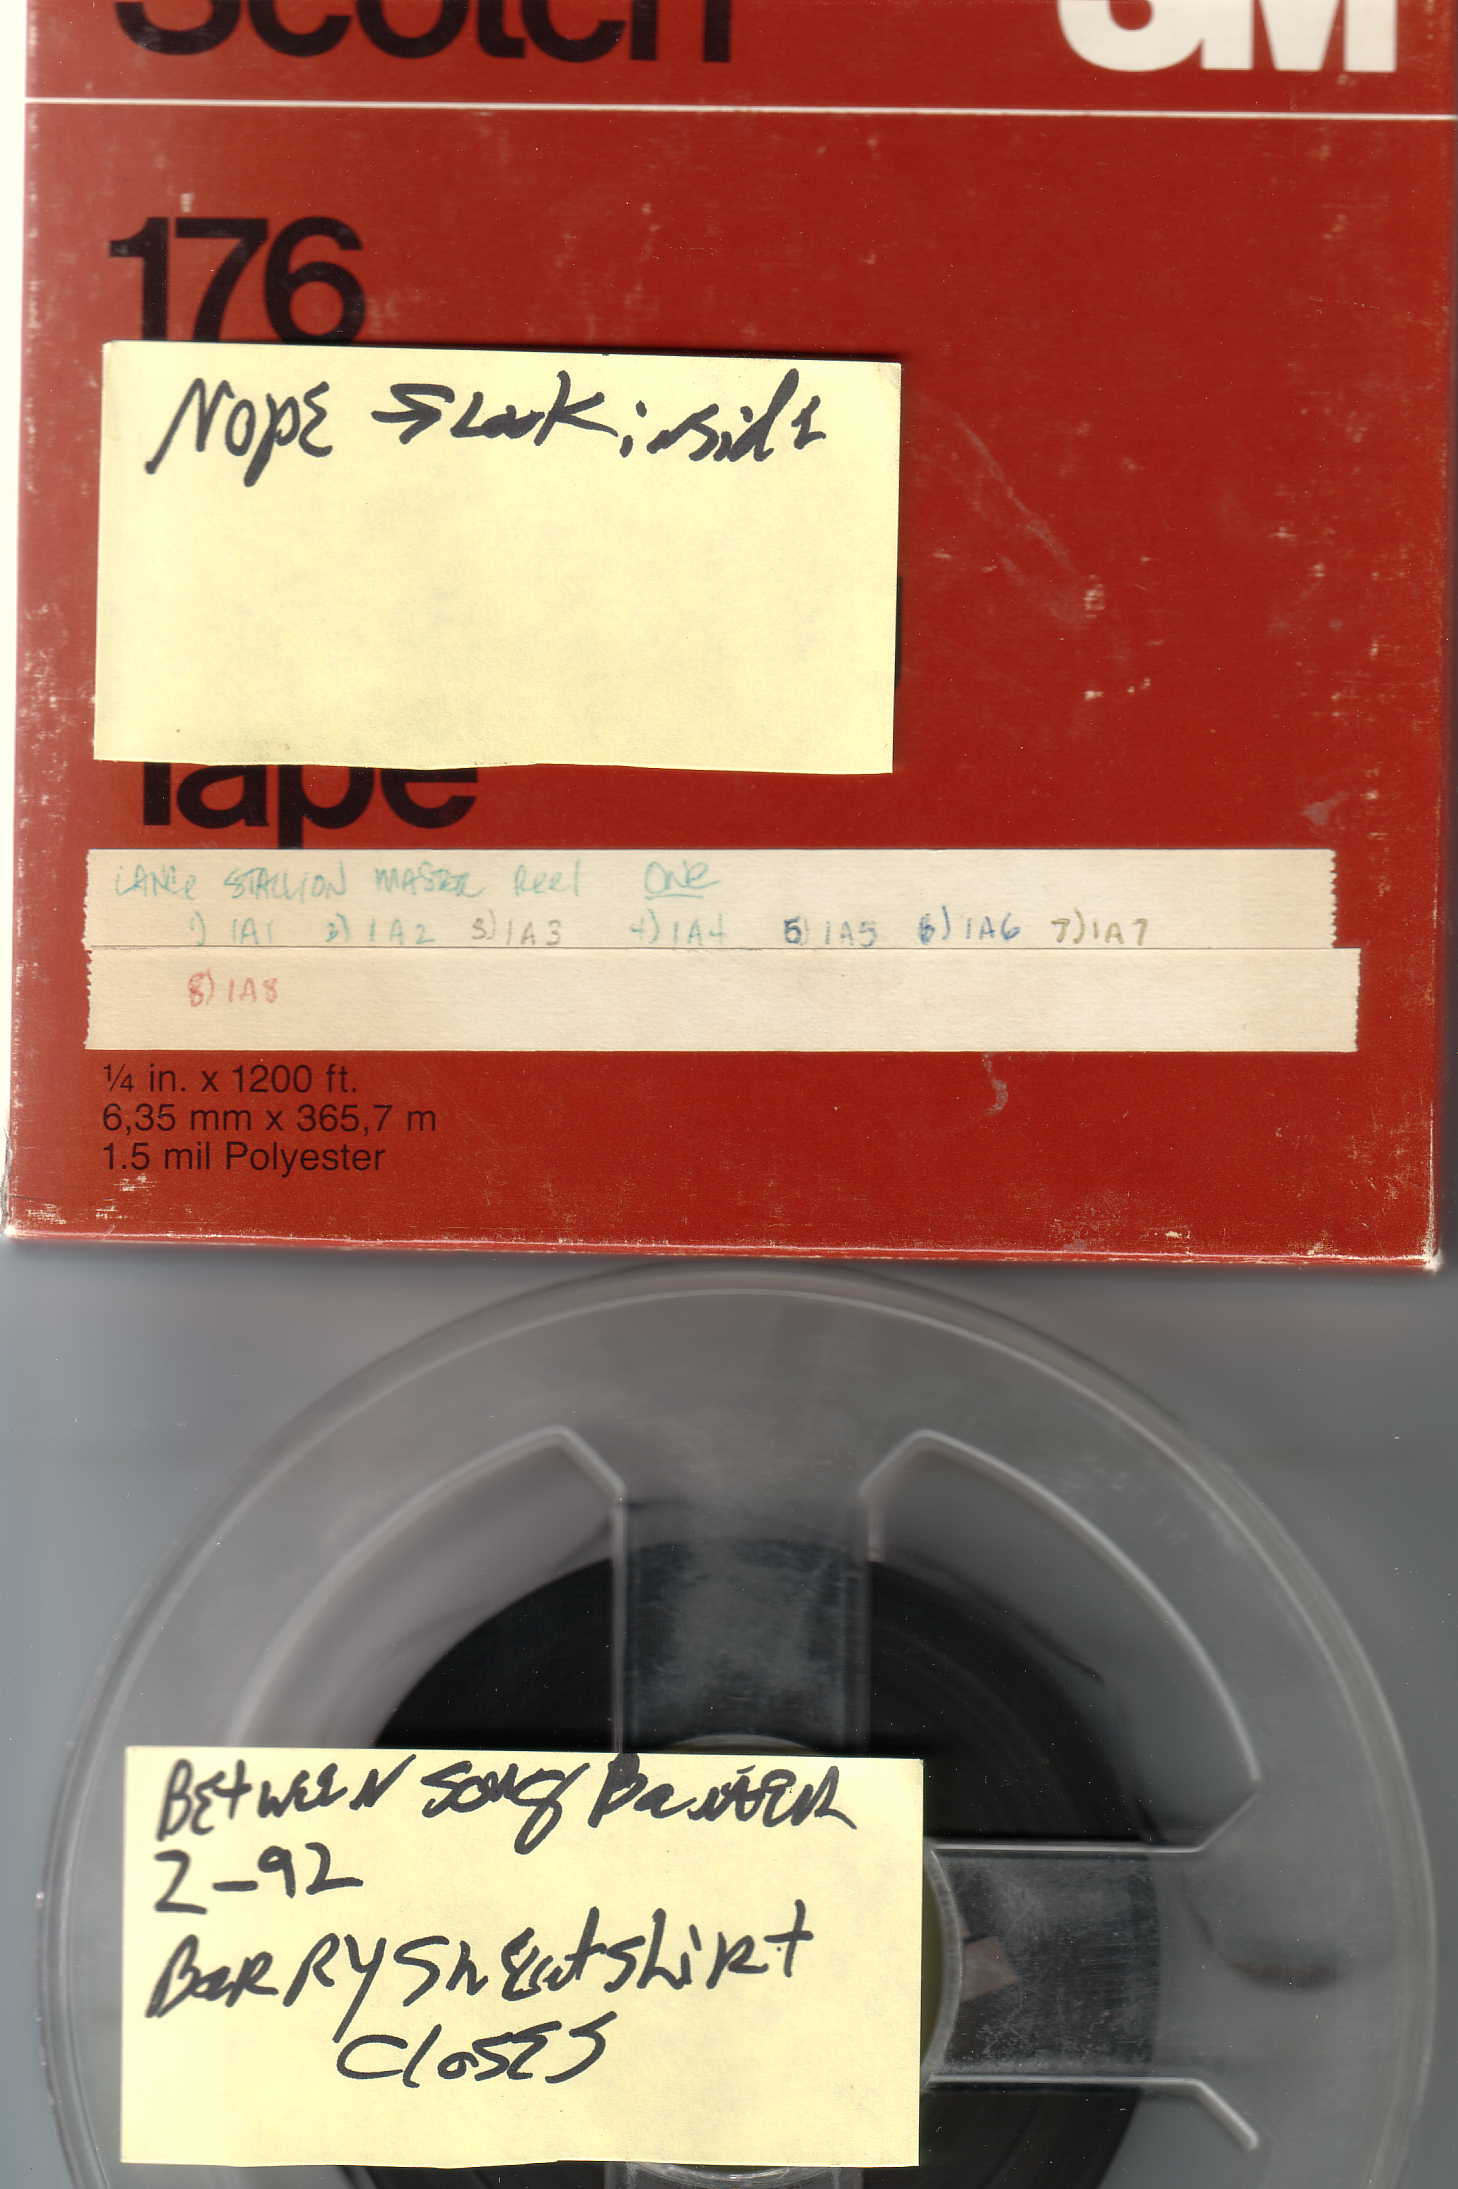 Scotch 3M
176
NOPE → Look inside
Tape
LANCE STALLION MASTER Reel ONE
1) 1A1 2) 1A2 3) 1A3 4) 1A4 5) 1A5 6) 1A6 7) 1A7
8) 1A8
¼ in. x 1200 ft.
6,35 mm x 365,7 m
1.5 mil Polyester
BETWEEN SONG BANTER
2-92
BARRY SWEATSHIRT
CLOSES